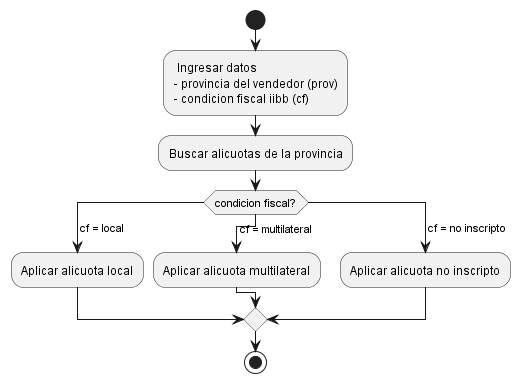 Ingresar datos
- provincia del vendedor (prov)
- condicion fiscal iibb (cf)
Buscar alicuotas de la provincia
condicion fiscal?
cf = local
cf = multilateral
cf = no inscripto
Aplicar alicuota local
Aplicar alicuota multilateral
Aplicar alicuota no inscripto